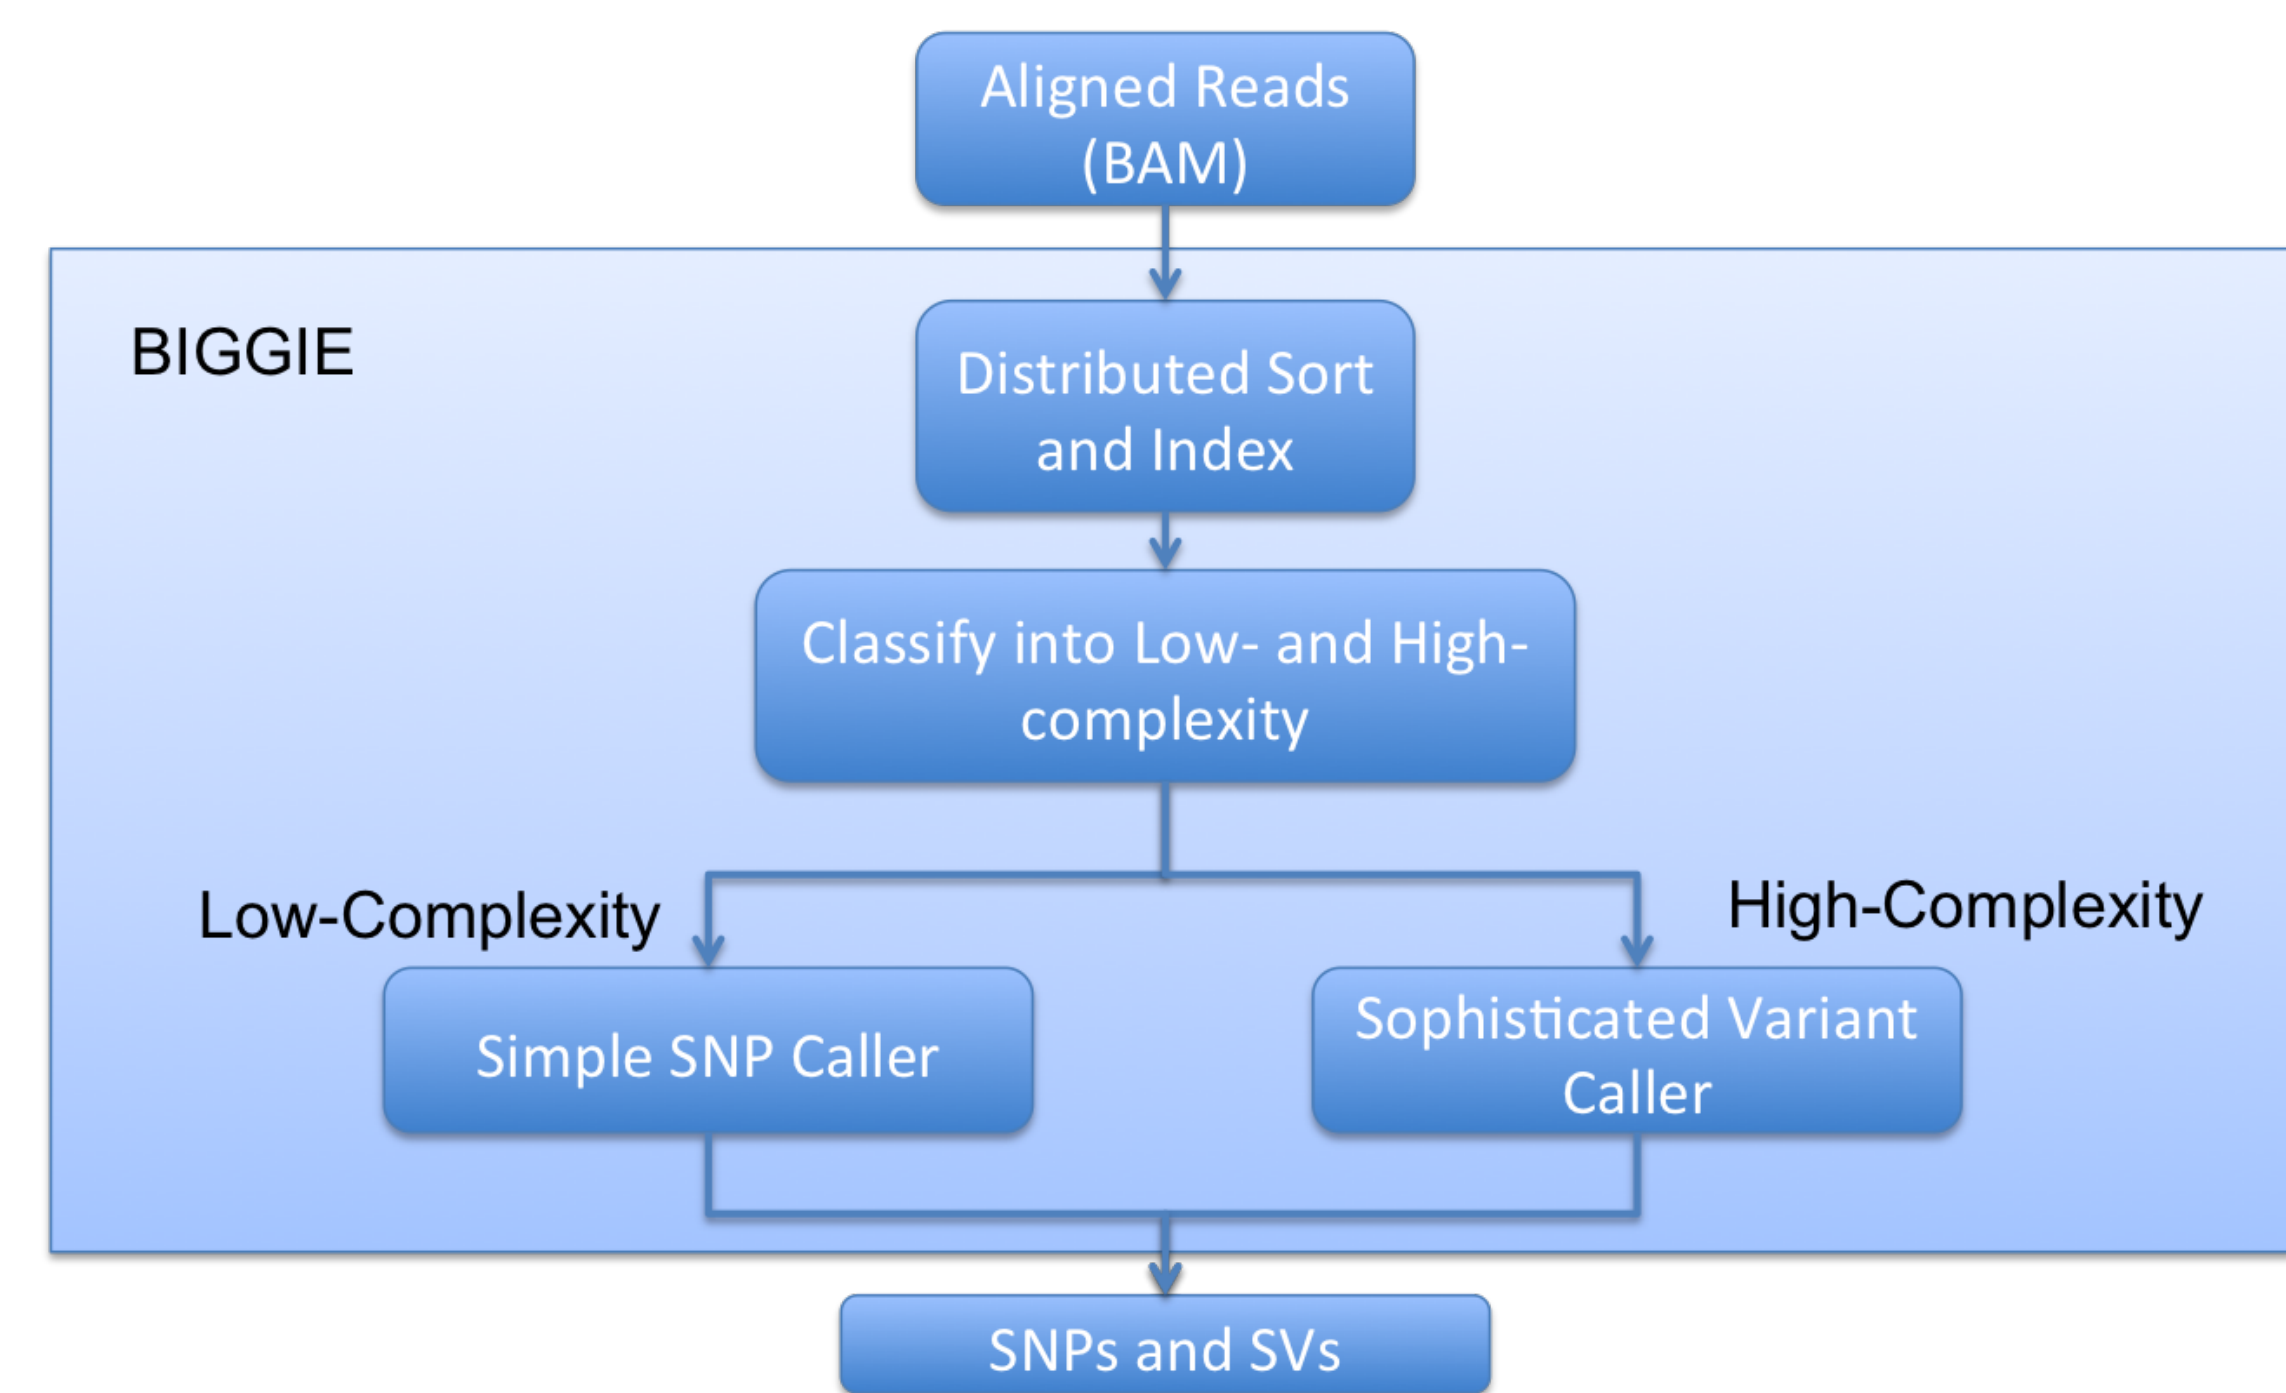 Aligned Reads
(BAM)
BIGGIE
Distributed Sort
and Index
Classify into Low- and High-
complexity
Low-Complexity
High-Complexity
Simple SNP Caller
Sophisticated Variant
Caller
SNPs and SVs